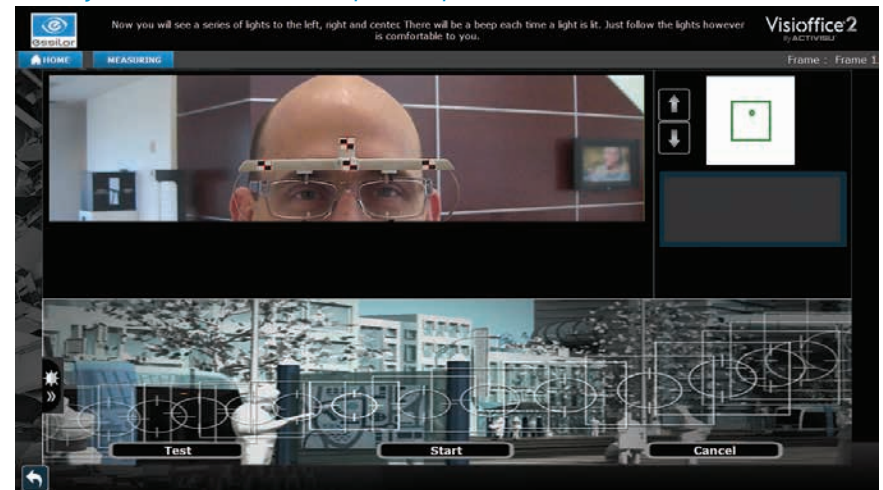 Now you will see a series of lights to the left, right and center. There will be a beep each time a light is lit. Just follow the lights however
is comfortable to you.
essilor
Visioffice 2
By ACTIVISU
HOME
MEASURING
Frame : Frame 1
Test
Start
Cancel